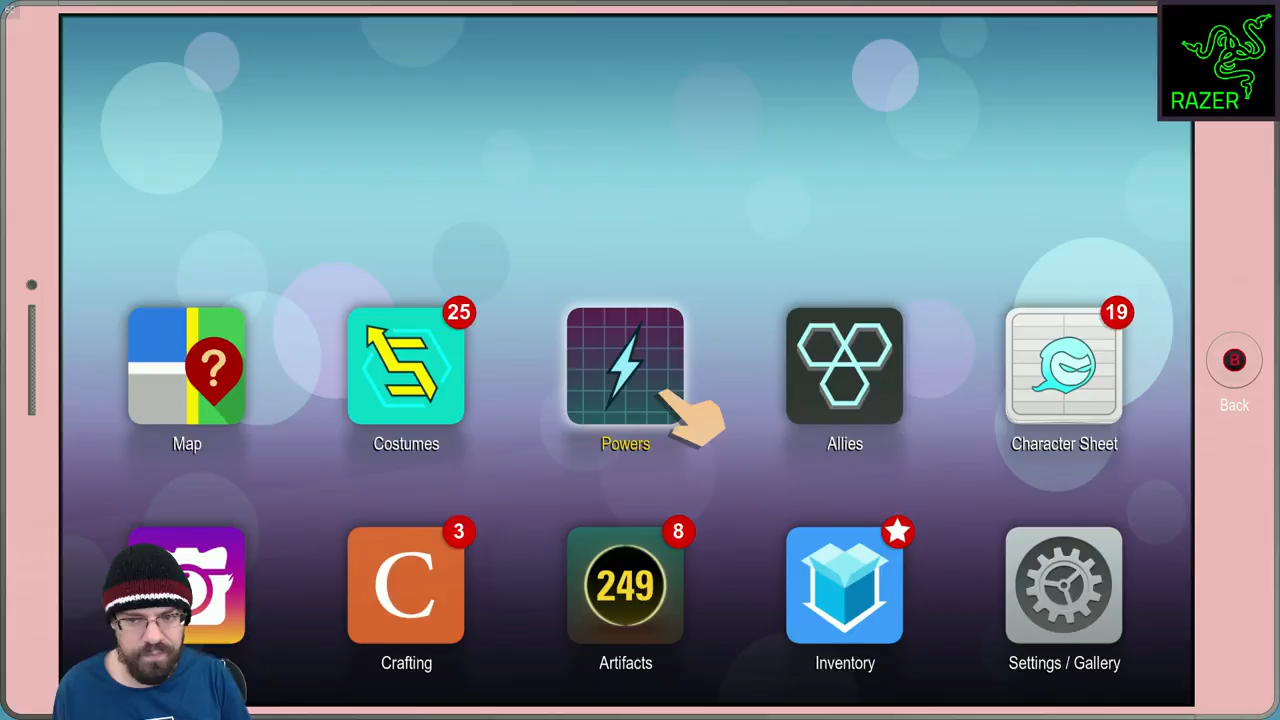 RAZER
25
19
?
Map
Costumes
Powers
Allies
Character Sheet
B
Back
3
8
C
249
Crafting
Artifacts
Inventory
Settings / Gallery